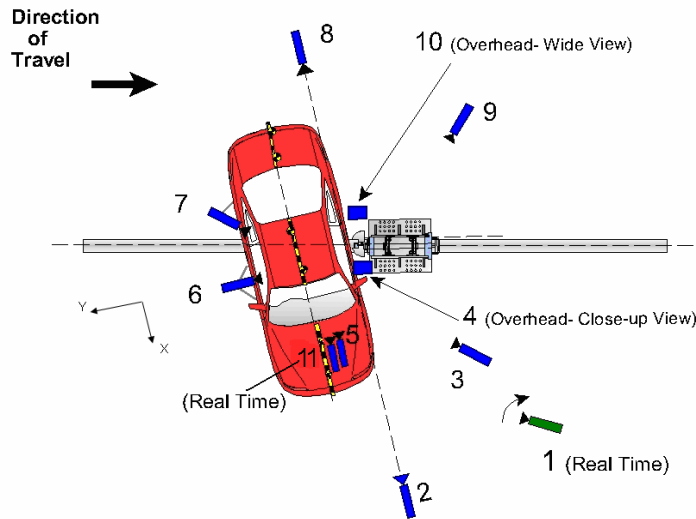 Direction
of
Travel
8
10 (Overhead- Wide View)
9
7
6
Y
X
4 (Overhead- Close-up View)
5
11
3
(Real Time)
1 (Real Time)
2